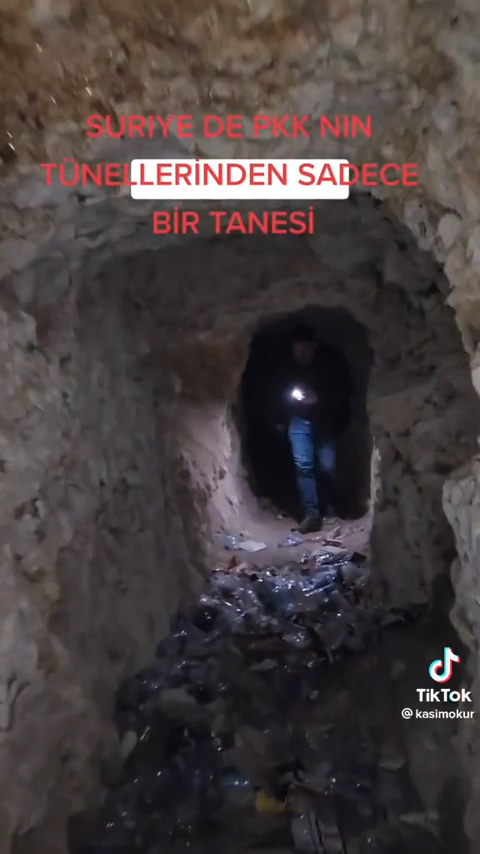 SURIYE DE PKK NIN
TÜNELLERİNDEN SADECE
BİR TANESİ
TikTok
@kasimokur